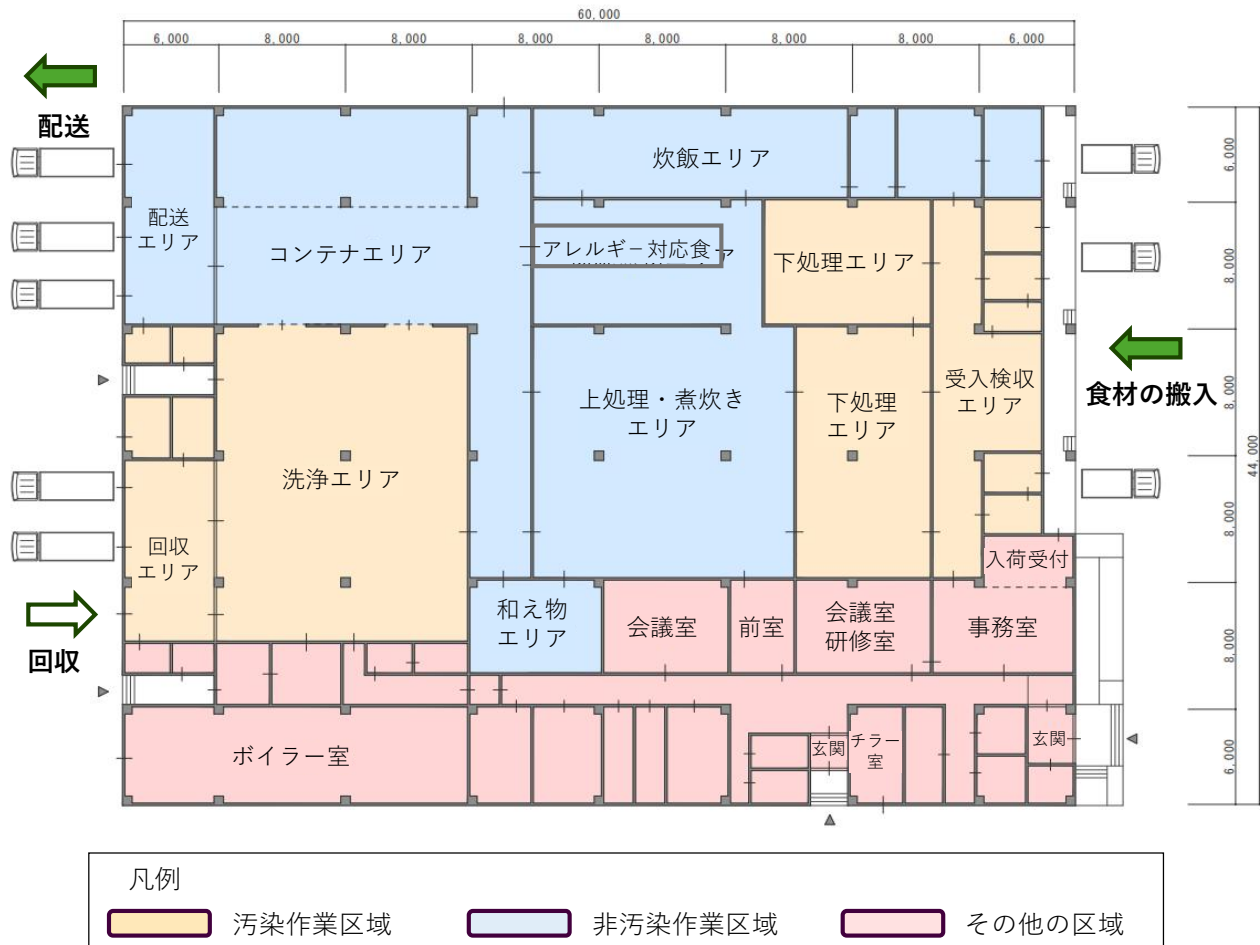 60,000
6,000
8,000
8,000
8,000
8,000
8,000
8,000
6,000
配送
炊飯エリア
6,000
配送
エリア
コンテナエリア
アレルギー対応食
下処理エリア
8,000
食材の搬入
受入検収
エリア
上処理・煮炊き
エリア
下処理
エリア
8,000
44,000
洗浄エリア
8,000
回収
エリア
入荷受付
回収
和え物
エリア
会議室
前室
会議室
研修室
事務室
8,000
ボイラー室
玄関
チラー
室
玄関
6,000
凡例
汚染作業区域
非汚染作業区域
その他の区域